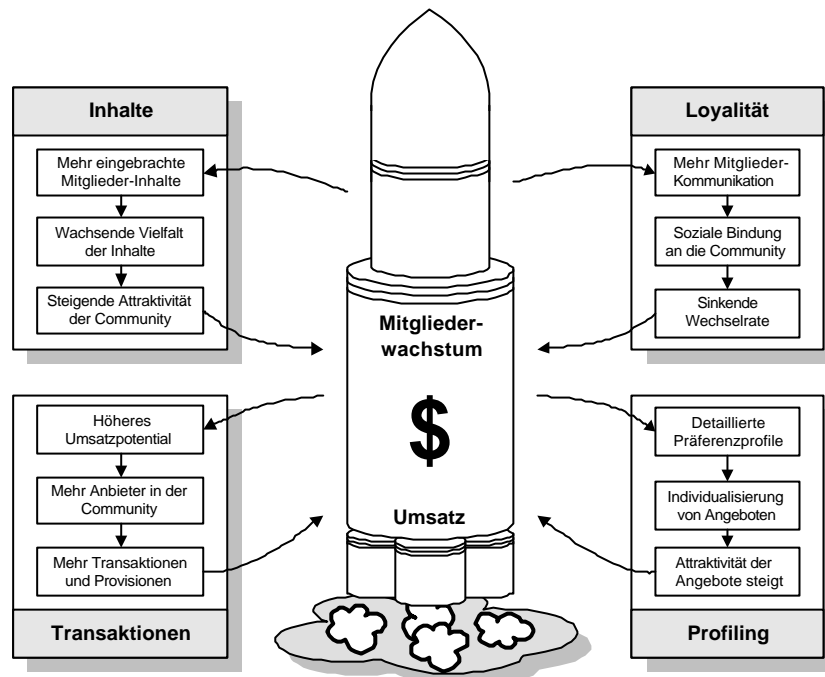 Inhalte
Mehr eingebrachte
Mitglieder-Inhalte
Wachsende Vielfalt
der Inhalte
Steigende Attraktivität
der Community
Loyalität
Mehr Mitglieder-
Kommunikation
Soziale Bindung
an die Community
Sinkende
Wechselrate
Mitglieder-
wachstum
$
Umsatz
Höheres
Umsatzpotential
Mehr Anbieter in der
Community
Mehr Transaktionen
und Provisionen
Transaktionen
Detaillierte
Präferenzprofile
Individualisierung
von Angeboten
Attraktivität der
Angebote steigt
Profiling